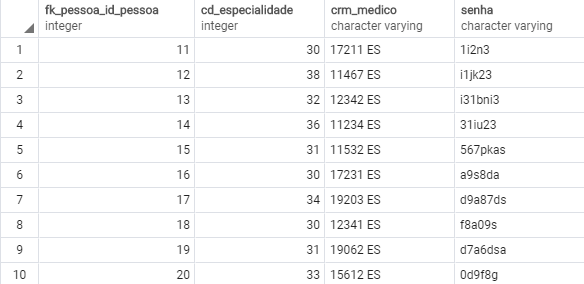 fk_pessoa_id_pessoa cd_especialidade crm_medico senha
integer integer character varying character varying
1 11 30 17211 ES 1i2n3
2 12 38 11467 ES i1jk23
3 13 32 12342 ES i31bni3
4 14 36 11234 ES 31iu23
5 15 31 11532 ES 567pkas
6 16 30 17231 ES a9s8da
7 17 34 19203 ES d9a87ds
8 18 30 12341 ES f8a09s
9 19 31 19062 ES d7a6dsa
10 20 33 15612 ES 0d9f8g